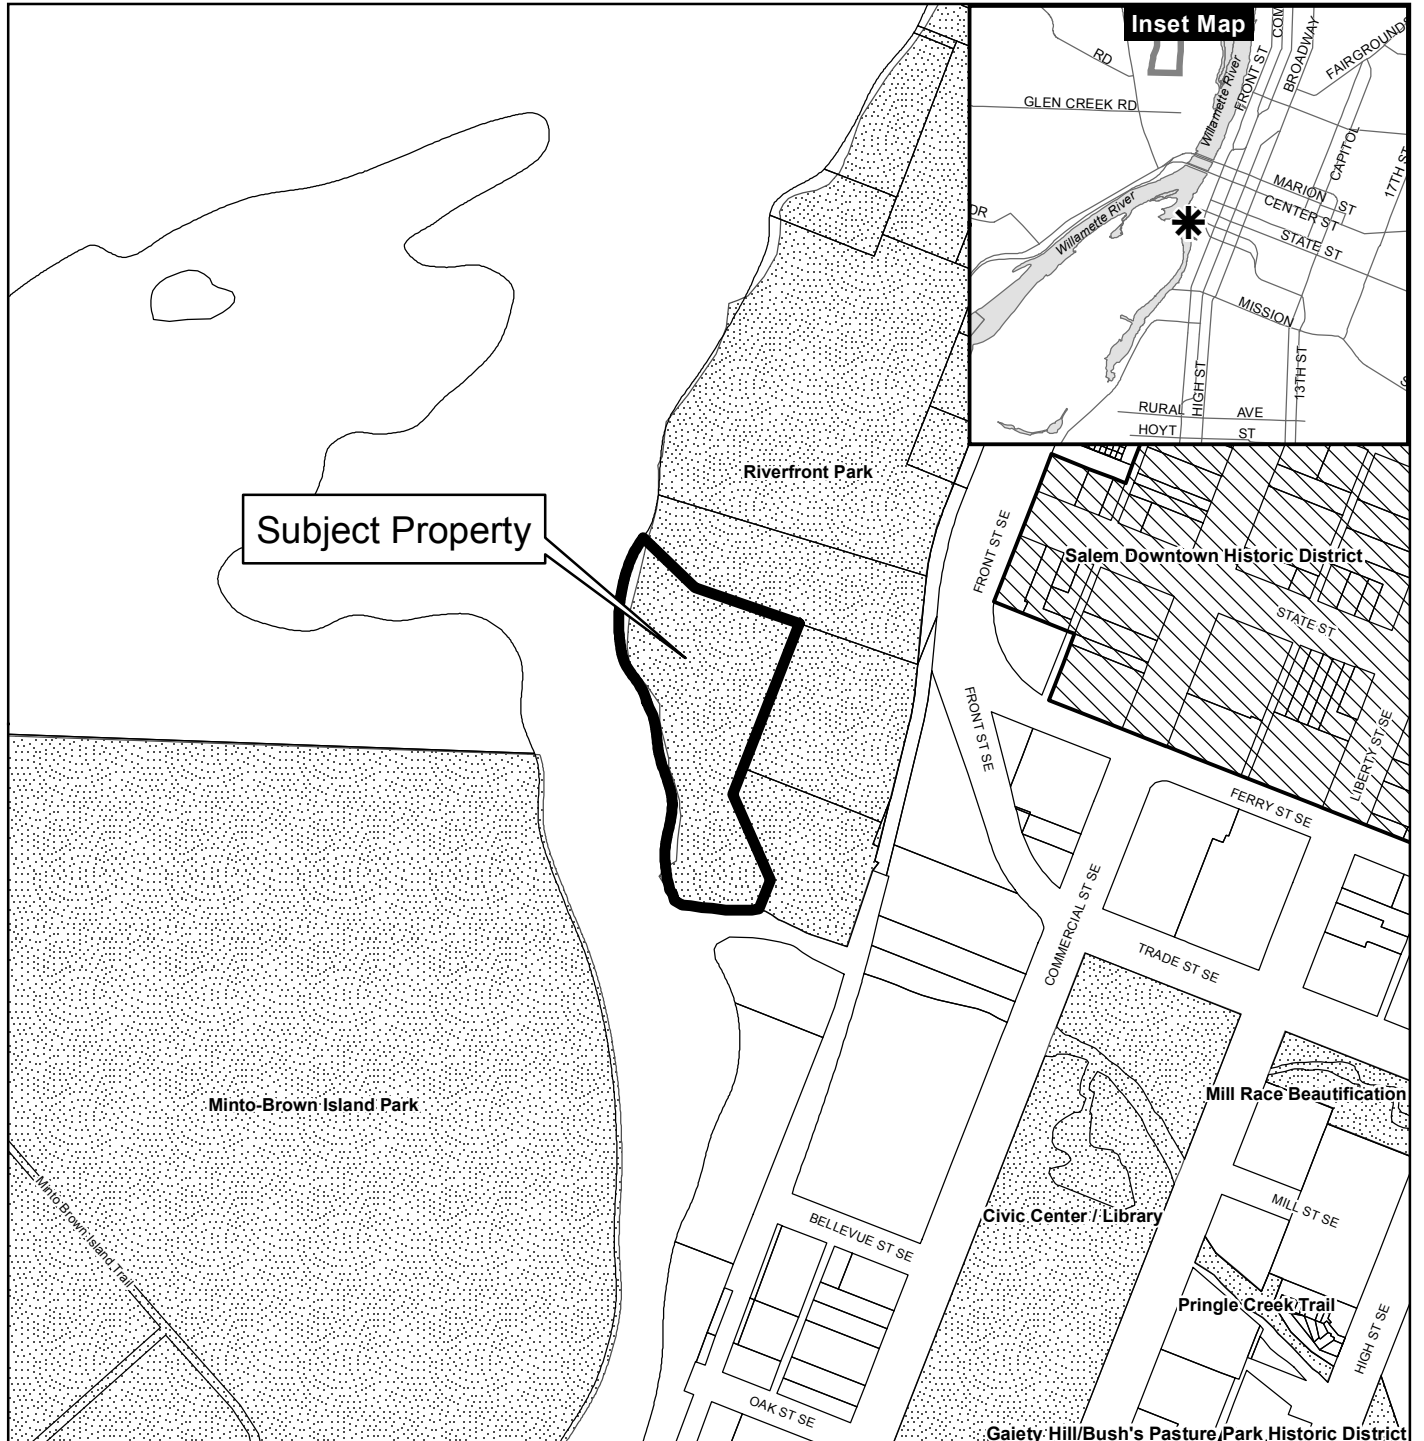 Inset Map
RD
GLEN CREEK RD
Willamette River
FRONT ST
COM
BROADWAY
FAIRGROUNDS
CAPITOL
17TH ST
MARION ST
CENTER ST
STATE ST
DR
Willamette River
MISSION
HIGH ST
13TH ST
S
RURAL AVE
HOYT ST
Riverfront Park
Subject Property
FRONT ST SE
Salem Downtown Historic District
STATE ST
FRONT ST SE
LIBERTY ST SE
FERRY ST SE
COMMERCIAL ST SE
TRADE ST SE
Minto-Brown Island Park
Mill Race Beautification
Minto Brown Island Trail
Civic Center / Library
MILL ST SE
BELLEVUE ST SE
Pringle Creek Trail
HIGH ST SE
OAK ST SE
Gaiety Hill/Bush's Pasture Park Historic District